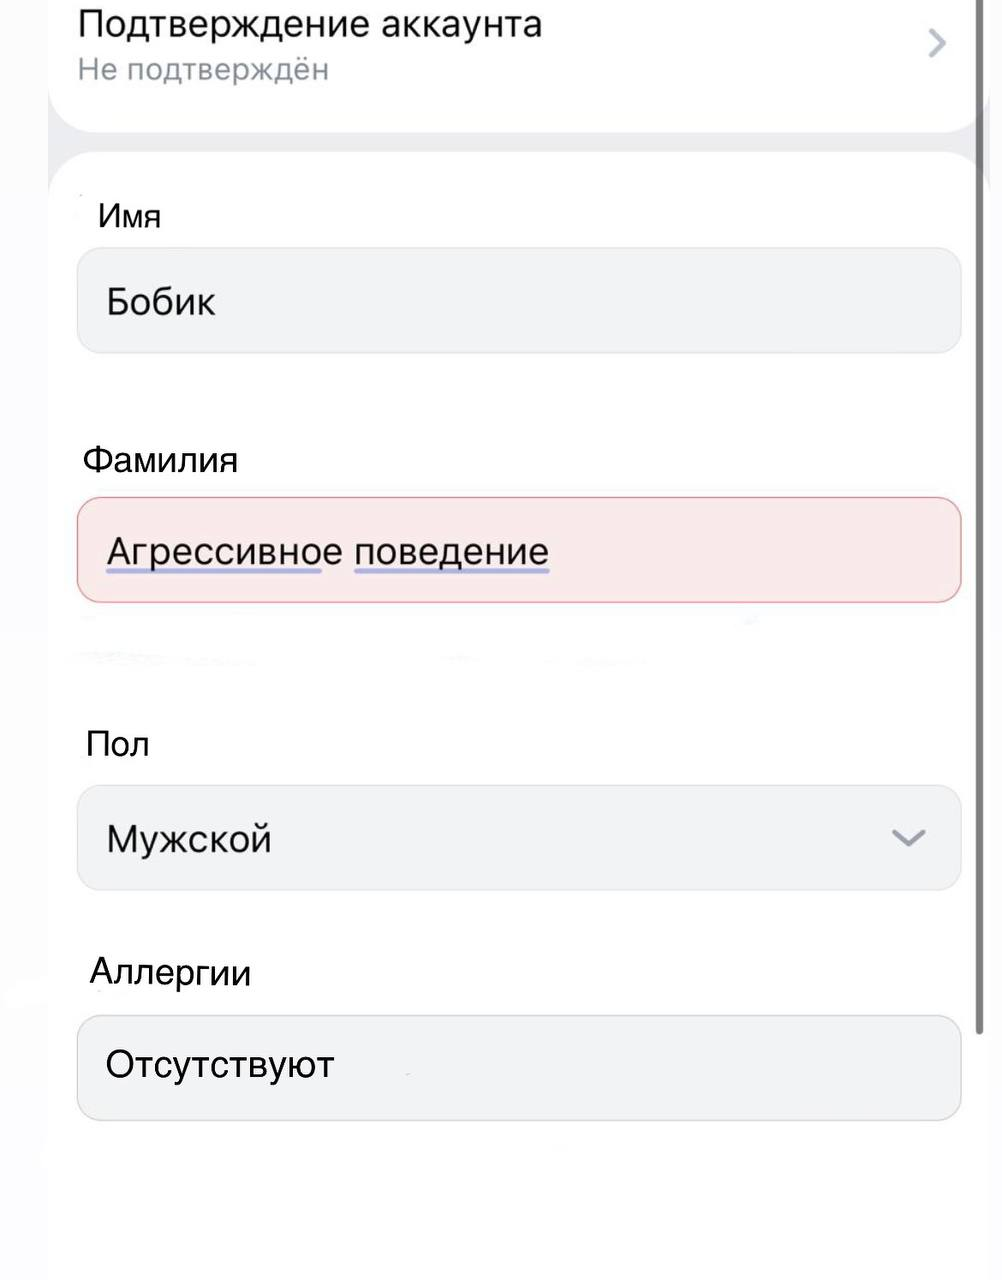 Подтверждение аккаунта
Не подтверждён
Имя
Бобик
Фамилия
Агрессивное поведение
Пол
Мужской
Аллергии
Отсутствуют